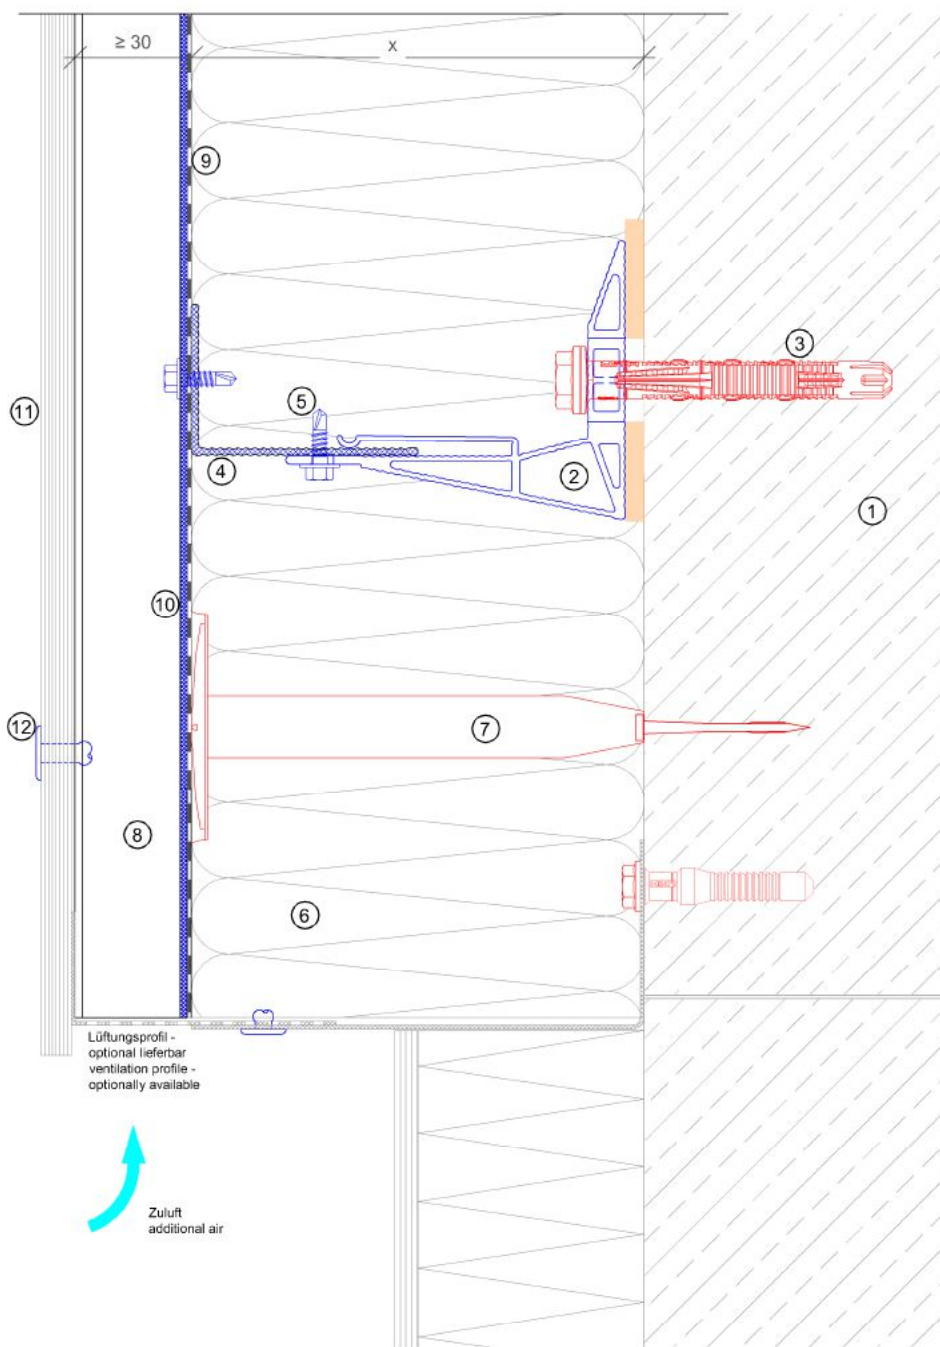 ≥ 30
x
9
3
11
5
4
2
1
10
12
7
8
6
Lüftungsprofil -
optional lieferbar
ventilation profile -
optionally available
Zuluft
additional air